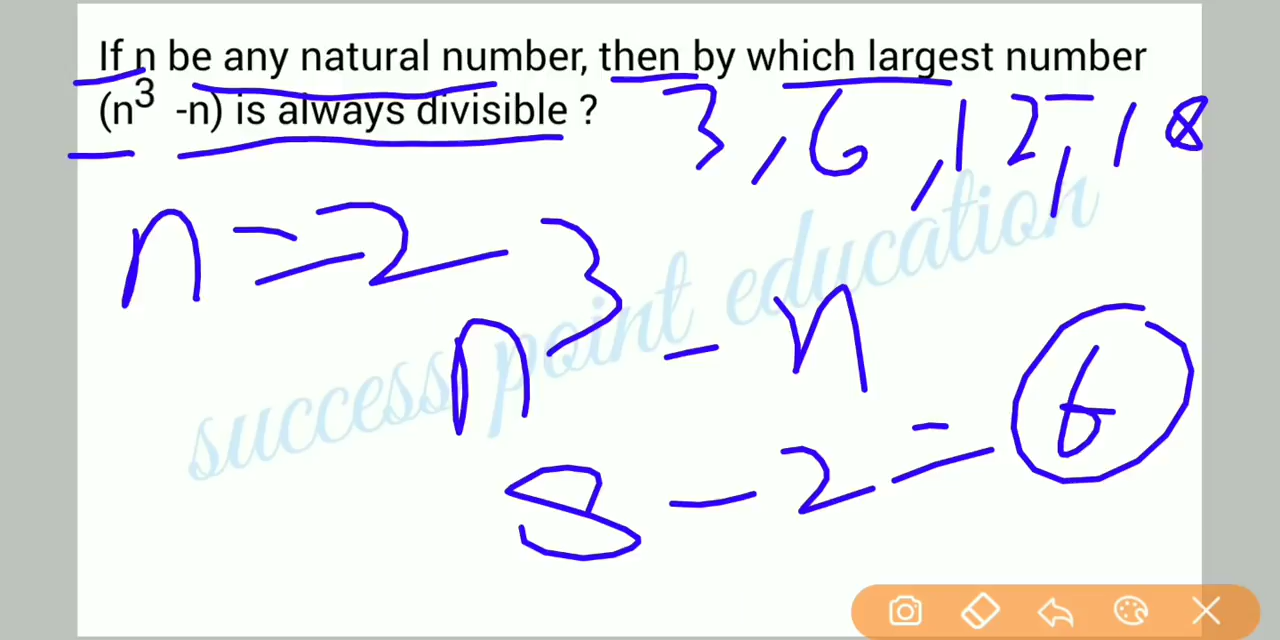 If n be any natural number, then by which largest number
(n³ -n) is always divisible ?
3, 6, 12, 18
n = 2
n³ - n
8 - 2 = 6
success point education